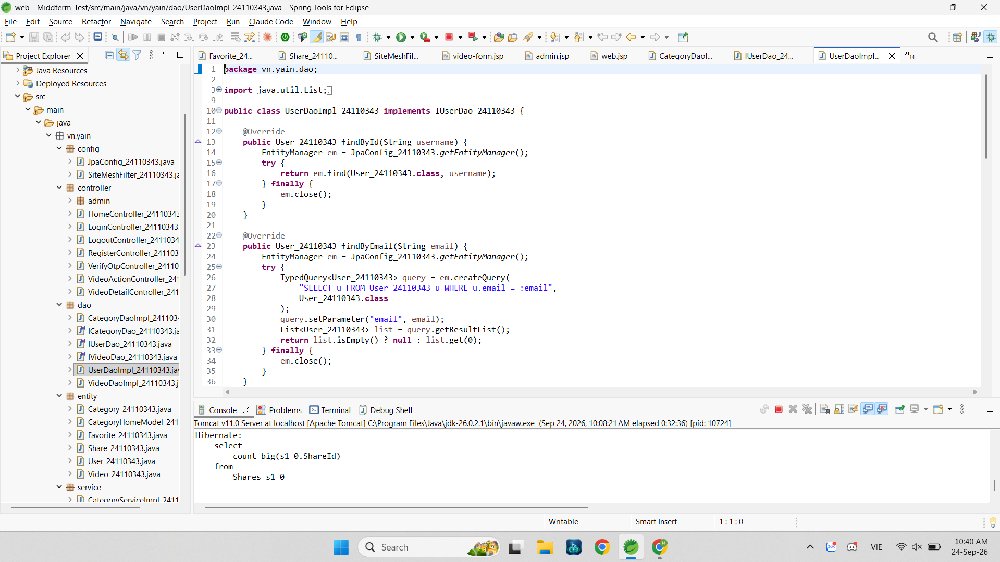 web - Middterm_Test/src/main/java/vn/yain/dao/UserDaoImpl_24110343.java - Spring Tools for Eclipse
File Edit Source Refactor Navigate Search Project Run Claude Code Window Help
Project Explorer
Java Resources
Deployed Resources
src
main
java
vn.yain
config
JpaConfig_24110343.java
SiteMeshFilter_24110343.ja
controller
admin
HomeController_24110343
LoginController_24110343.
LogoutController_2411034
RegisterController_241103
VerifyOtpController_24110
VideoActionController_241
VideoDetailController_241
dao
CategoryDaoImpl_2411034
ICategoryDao_24110343.ja
IUserDao_24110343.java
IVideoDao_24110343.java
UserDaoImpl_24110343.jav
VideoDaoImpl_24110343.j
entity
Category_24110343.java
CategoryHomeModel_241
Favorite_24110343.java
Share_24110343.java
User_24110343.java
Video_24110343.java
service
CategoryServiceImpl_2411
Favorite_24... Share_24110... SiteMeshFil... video-form.jsp admin.jsp web.jsp CategoryDaoI... IUserDao_24... UserDaoImpl... »14
1 package vn.yain.dao;
2
3 import java.util.List;
9
10 public class UserDaoImpl_24110343 implements IUserDao_24110343 {
11
12 @Override
13 public User_24110343 findById(String username) {
14 EntityManager em = JpaConfig_24110343.getEntityManager();
15 try {
16 return em.find(User_24110343.class, username);
17 } finally {
18 em.close();
19 }
20 }
21
22 @Override
23 public User_24110343 findByEmail(String email) {
24 EntityManager em = JpaConfig_24110343.getEntityManager();
25 try {
26 TypedQuery<User_24110343> query = em.createQuery(
27 "SELECT u FROM User_24110343 u WHERE u.email = :email",
28 User_24110343.class
29 );
30 query.setParameter("email", email);
31 List<User_24110343> list = query.getResultList();
32 return list.isEmpty() ? null : list.get(0);
33 } finally {
34 em.close();
35 }
36 }
Console Problems Terminal Debug Shell
Tomcat v11.0 Server at localhost [Apache Tomcat] C:\Program Files\Java\jdk-26.0.2.1\bin\javaw.exe (Sep 24, 2026, 10:08:21 AM elapsed 0:32:36) [pid: 10724]
Hibernate:
select
count_big(s1_0.ShareId)
from
Shares s1_0
Writable Smart Insert 1 : 1 : 0
Search
Zalo
N
VIE
10:40 AM
24-Sep-26